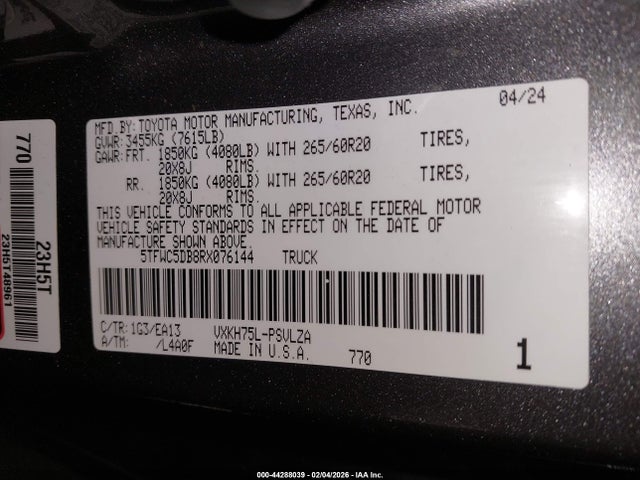 770
23H5T
23H5T48961
04/24
MFD.BY:TOYOTA MOTOR MANUFACTURING, TEXAS, INC.
GVWR:3455KG (7615LB)
GAWR:FRT. 1850KG (4080LB) WITH 265/60R20 TIRES,
20X8J RIMS.
RR. 1850KG (4080LB) WITH 265/60R20 TIRES,
20X8J RIMS.
THIS VEHICLE CONFORMS TO ALL APPLICABLE FEDERAL MOTOR
VEHICLE SAFETY STANDARDS IN EFFECT ON THE DATE OF
MANUFACTURE SHOWN ABOVE.
5TFWC5DB8RX076144 TRUCK
C/TR:1G3/EA13 VXKH75L-PSVLZA
A/TM: /L4A0F MADE IN U.S.A. 770
1
000-44288039 - 02/04/2026 - IAA Inc.